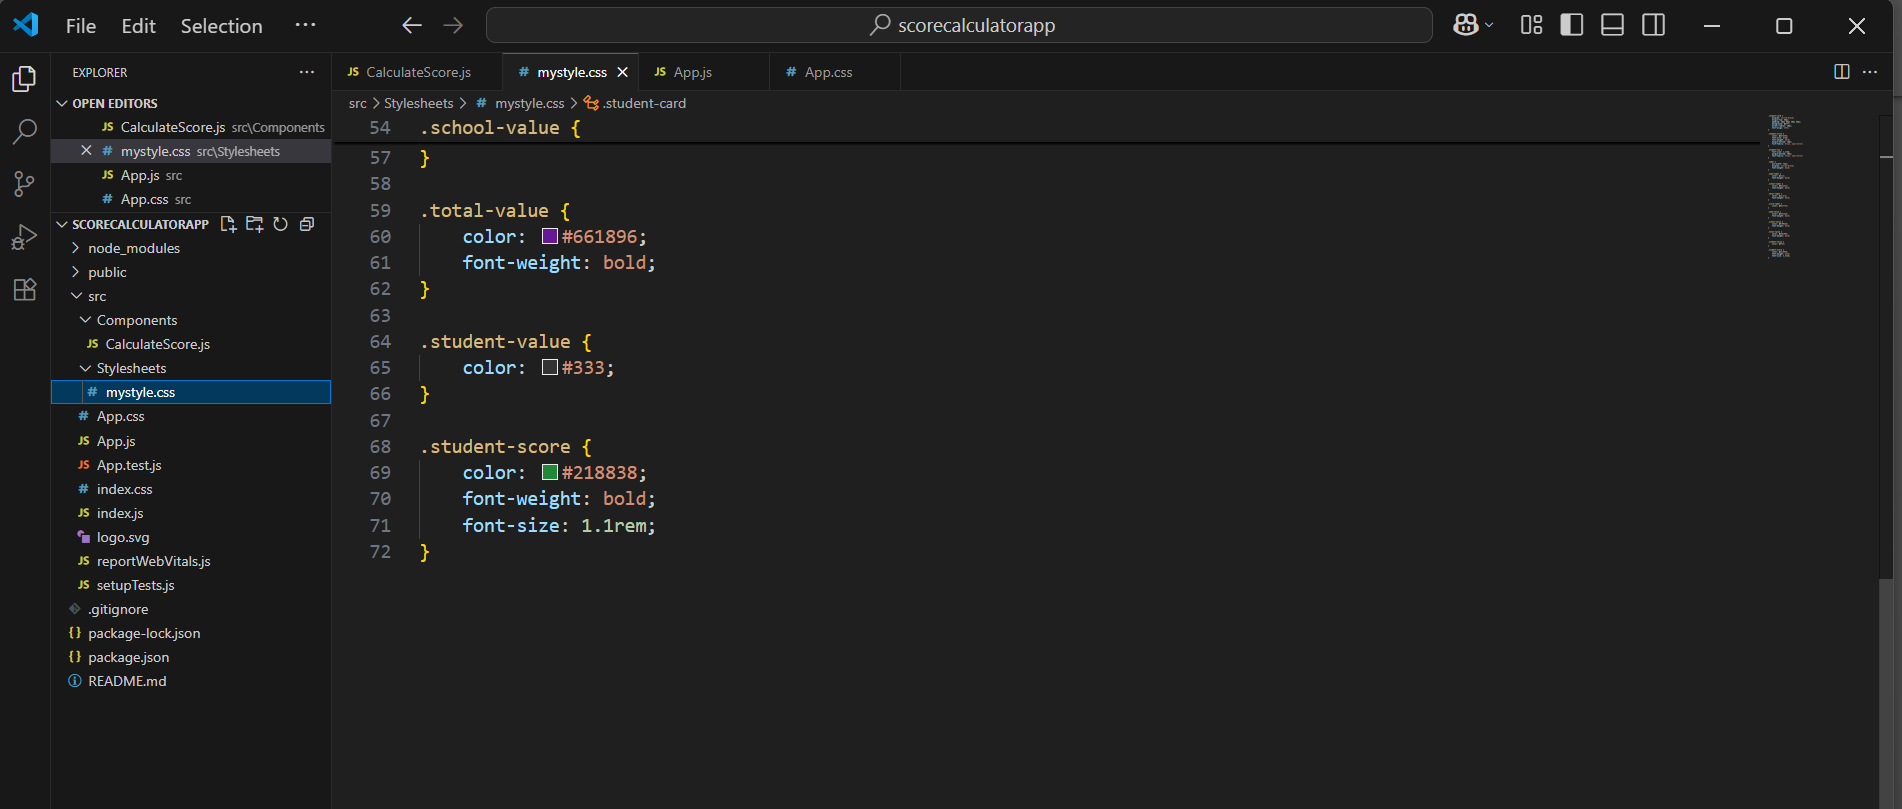 File Edit Selection ··· scorecalculatorapp
EXPLORER ···
OPEN EDITORS
JS CalculateScore.js src\Components
# mystyle.css src\Stylesheets
JS App.js src
# App.css src
SCORECALCULATORAPP
node_modules
public
src
Components
JS CalculateScore.js
Stylesheets
# mystyle.css
# App.css
JS App.js
JS App.test.js
# index.css
JS index.js
logo.svg
JS reportWebVitals.js
JS setupTests.js
.gitignore
{} package-lock.json
{} package.json
README.md
JS CalculateScore.js # mystyle.css JS App.js # App.css
src > Stylesheets > # mystyle.css > .student-card
54 .school-value {
57 }
58
59 .total-value {
60 color: #661896;
61 font-weight: bold;
62 }
63
64 .student-value {
65 color: #333;
66 }
67
68 .student-score {
69 color: #218838;
70 font-weight: bold;
71 font-size: 1.1rem;
72 }